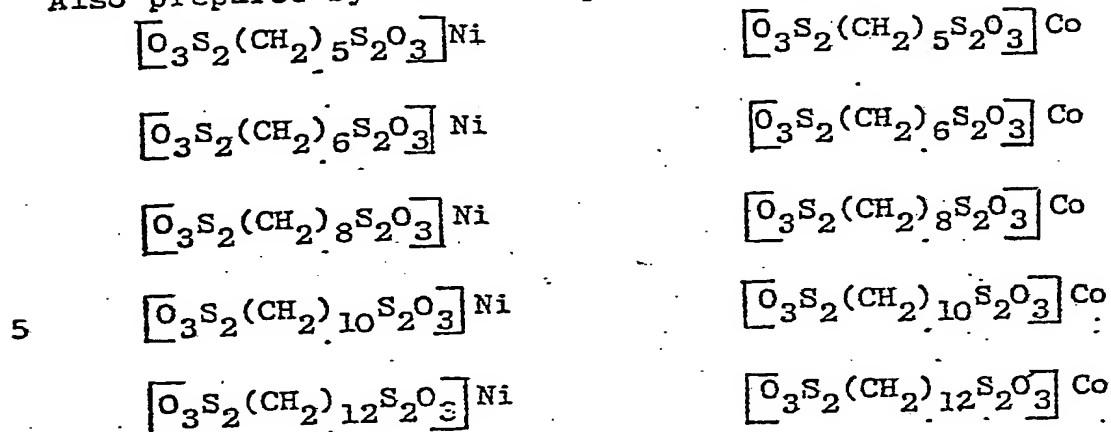 Also prepared by
[O3S2(CH2)5S2O3]Ni [O3S2(CH2)5S2O3]Co
[O3S2(CH2)6S2O3]Ni [O3S2(CH2)6S2O3]Co
[O3S2(CH2)8S2O3]Ni [O3S2(CH2)8S2O3]Co
5 [O3S2(CH2)10S2O3]Ni [O3S2(CH2)10S2O3]Co
[O3S2(CH2)12S2O3]Ni [O3S2(CH2)12S2O3]Co